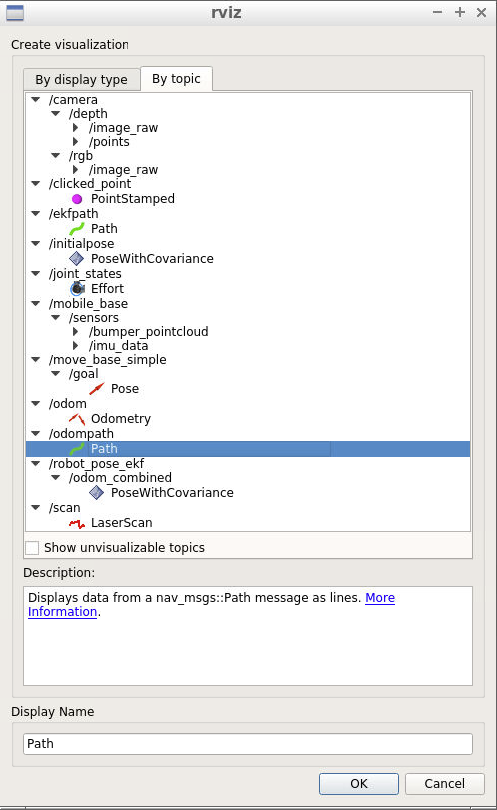 rviz
Create visualization
By display type
By topic
/camera
/depth
/image_raw
/points
/rgb
/image_raw
/clicked_point
PointStamped
/ekfpath
Path
/initialpose
PoseWithCovariance
/joint_states
Effort
/mobile_base
/sensors
/bumper_pointcloud
/imu_data
/move_base_simple
/goal
Pose
/odom
Odometry
/odompath
Path
/robot_pose_ekf
/odom_combined
PoseWithCovariance
/scan
LaserScan
Show unvisualizable topics
Description:
Displays data from a nav_msgs::Path message as lines. More
Information.
Display Name
Path
OK
Cancel